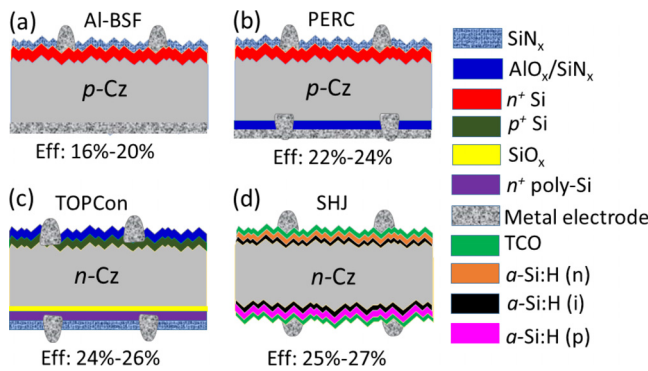 (a) Al-BSF
p-Cz
Eff: 16%-20%
(b) PERC
p-Cz
Eff: 22%-24%
(c) TOPCon
n-Cz
Eff: 24%-26%
(d) SHJ
n-Cz
Eff: 25%-27%
SiNₓ
AlOₓ/SiNₓ
n⁺ Si
p⁺ Si
SiOₓ
n⁺ poly-Si
Metal electrode
TCO
a-Si:H (n)
a-Si:H (i)
a-Si:H (p)